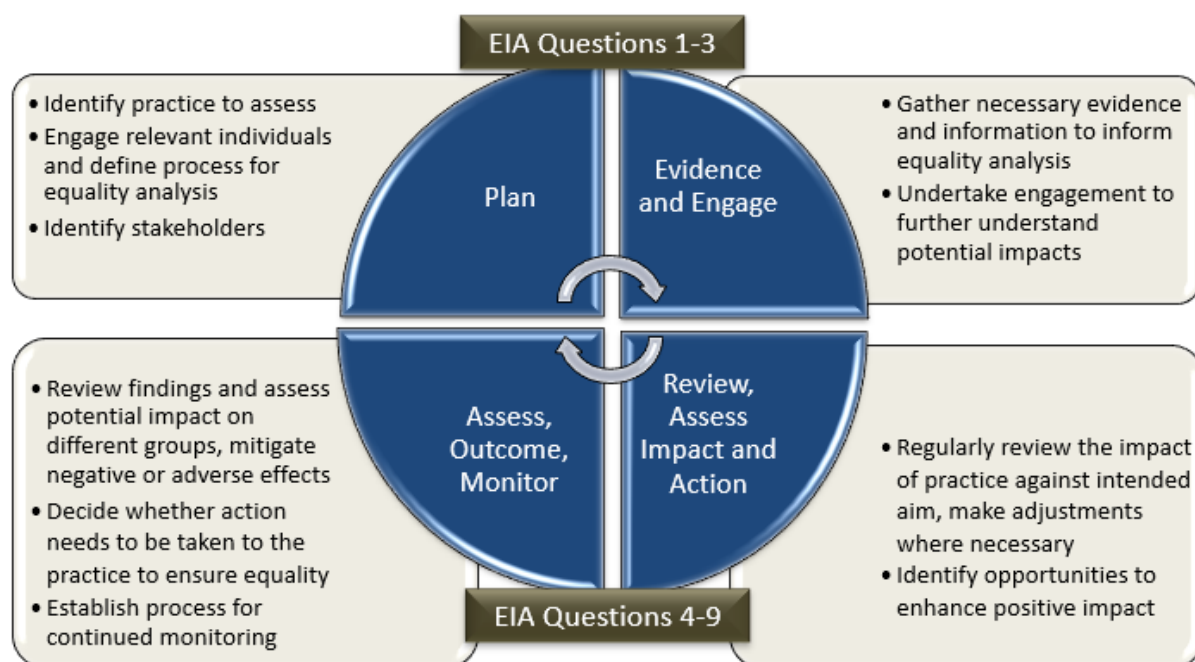 EIA Questions 1-3
• Identify practice to assess
• Engage relevant individuals
and define process for
equality analysis
• Identify stakeholders
Plan
Evidence
and Engage
• Gather necessary evidence
and information to inform
equality analysis
• Undertake engagement to
further understand
potential impacts
• Review findings and assess
potential impact on
different groups, mitigate
negative or adverse effects
• Decide whether action
needs to be taken to the
practice to ensure equality
• Establish process for
continued monitoring
Assess,
Outcome,
Monitor
Review,
Assess
Impact and
Action
• Regularly review the impact
of practice against intended
aim, make adjustments
where necessary
• Identify opportunities to
enhance positive impact
EIA Questions 4-9